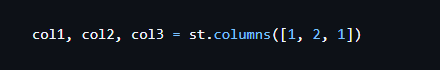 col1, col2, col3 = st.columns([1, 2, 1])